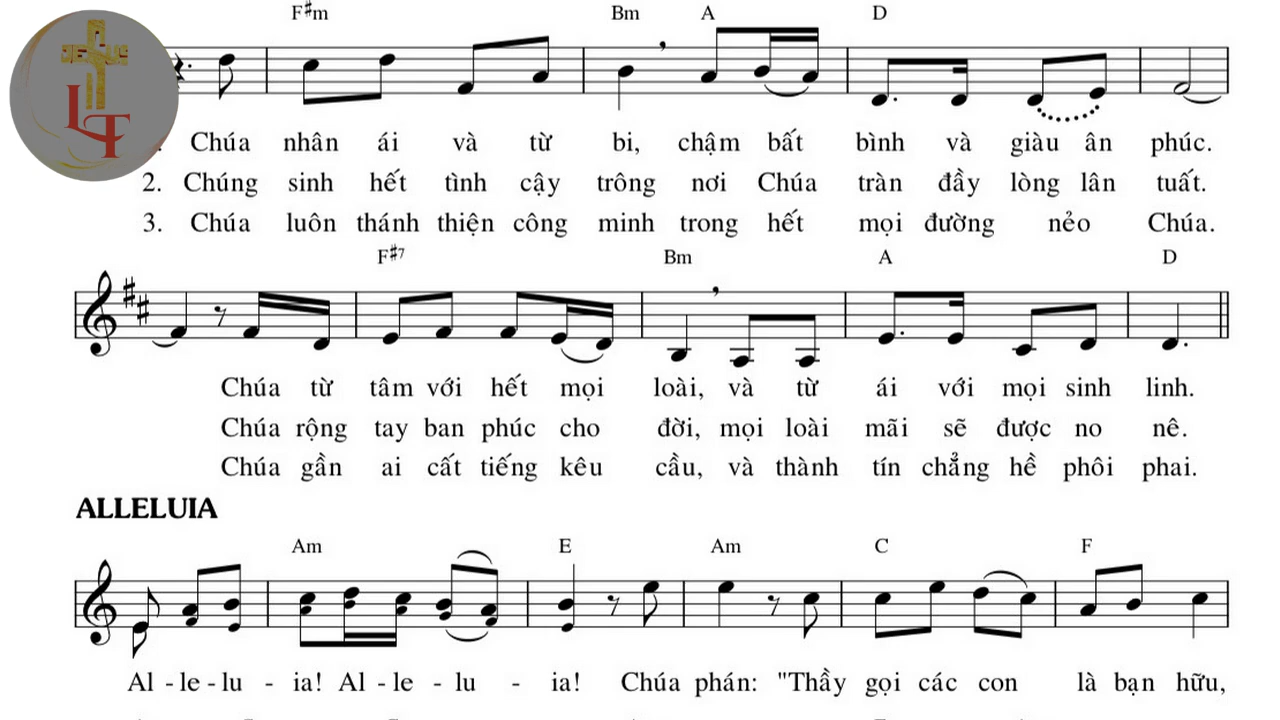 F#m Bm A D
JESUS
LT
Chúa nhân ái và từ bi, chậm bất bình và giàu ân phúc.
2. Chúng sinh hết tình cậy trông nơi Chúa tràn đầy lòng lân tuất.
3. Chúa luôn thánh thiện công minh trong hết mọi đường nẻo Chúa.
F#7 Bm A D
Chúa từ tâm với hết mọi loài, và từ ái với mọi sinh linh.
Chúa rộng tay ban phúc cho đời, mọi loài mãi sẽ được no nê.
Chúa gần ai cất tiếng kêu cầu, và thành tín chẳng hề phôi phai.
ALLELUIA
Am E Am C F
Al - le - lu - ia! Al - le - lu - ia! Chúa phán: "Thầy gọi các con là bạn hữu,